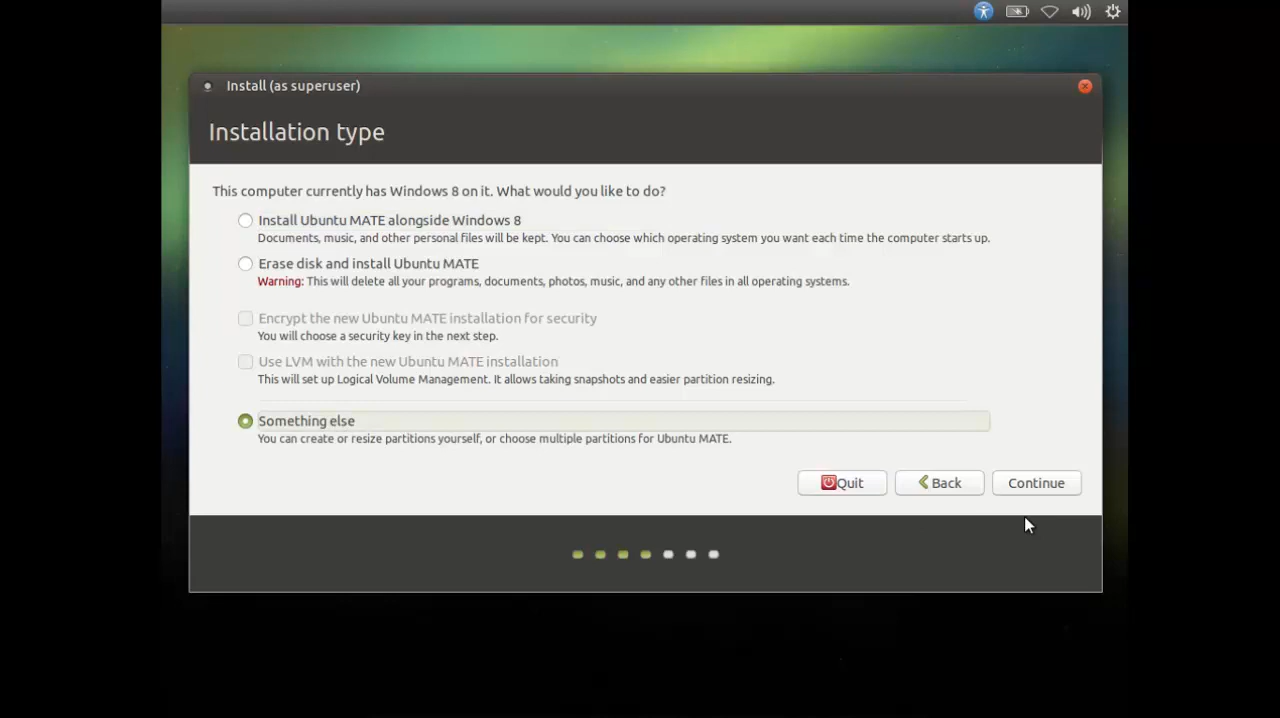 Install (as superuser)
Installation type
This computer currently has Windows 8 on it. What would you like to do?
Install Ubuntu MATE alongside Windows 8
Documents, music, and other personal files will be kept. You can choose which operating system you want each time the computer starts up.
Erase disk and install Ubuntu MATE
Warning: This will delete all your programs, documents, photos, music, and any other files in all operating systems.
Encrypt the new Ubuntu MATE installation for security
You will choose a security key in the next step.
Use LVM with the new Ubuntu MATE installation
This will set up Logical Volume Management. It allows taking snapshots and easier partition resizing.
Something else
You can create or resize partitions yourself, or choose multiple partitions for Ubuntu MATE.
Quit Back Continue